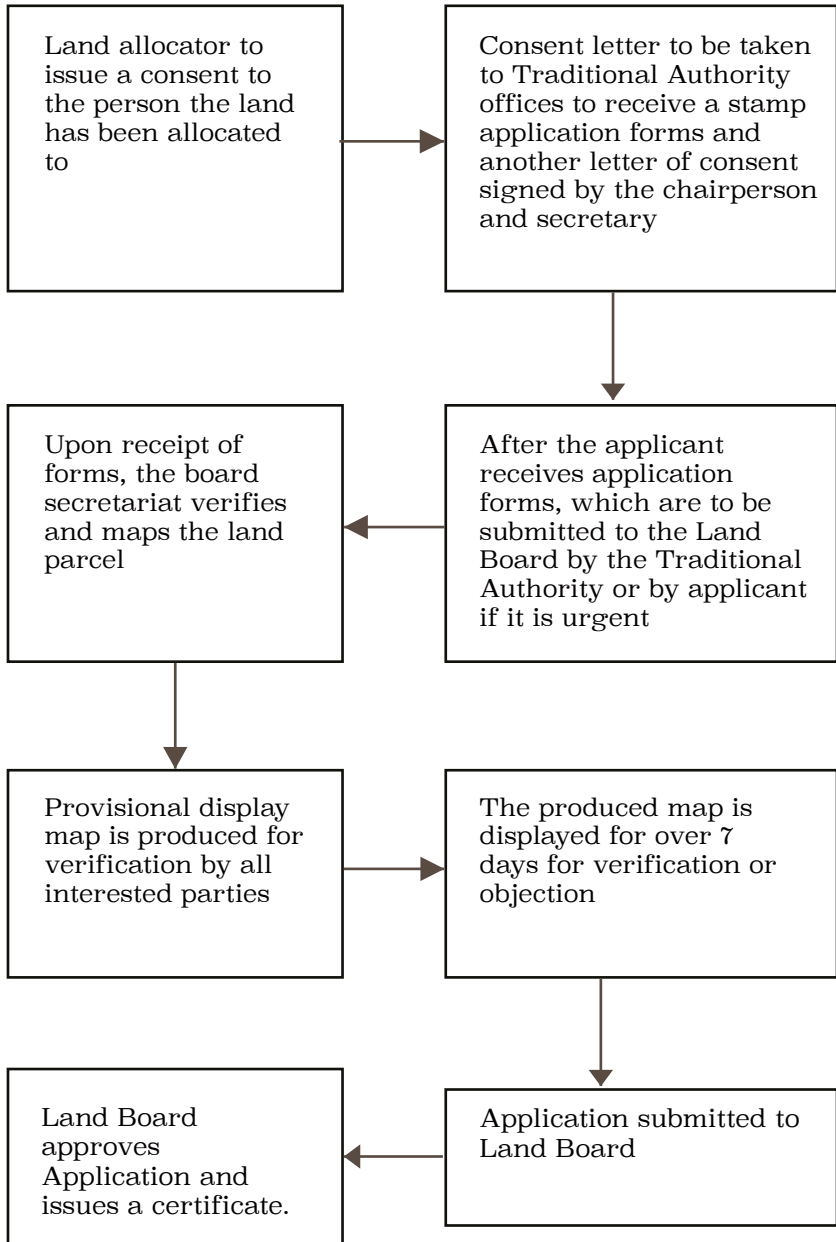 Land allocator to
issue a consent to
the person the land
has been allocated
to
Consent letter to be taken
to Traditional Authority
offices to receive a stamp
application forms and
another letter of consent
signed by the chairperson
and secretary
After the applicant
receives application
forms, which are to be
submitted to the Land
Board by the Traditional
Authority or by applicant
if it is urgent
Upon receipt of
forms, the board
secretariat verifies
and maps the land
parcel
Provisional display
map is produced for
verification by all
interested parties
The produced map is
displayed for over 7
days for verification or
objection
Application submitted to
Land Board
Land Board
approves
Application and
issues a certificate.